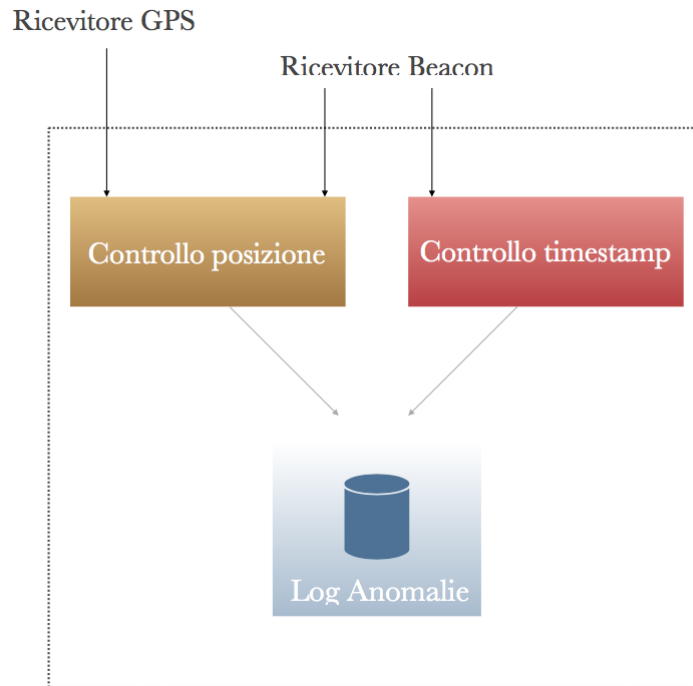 Ricevitore GPS
Ricevitore Beacon
Controllo posizione
Controllo timestamp
Log Anomalie